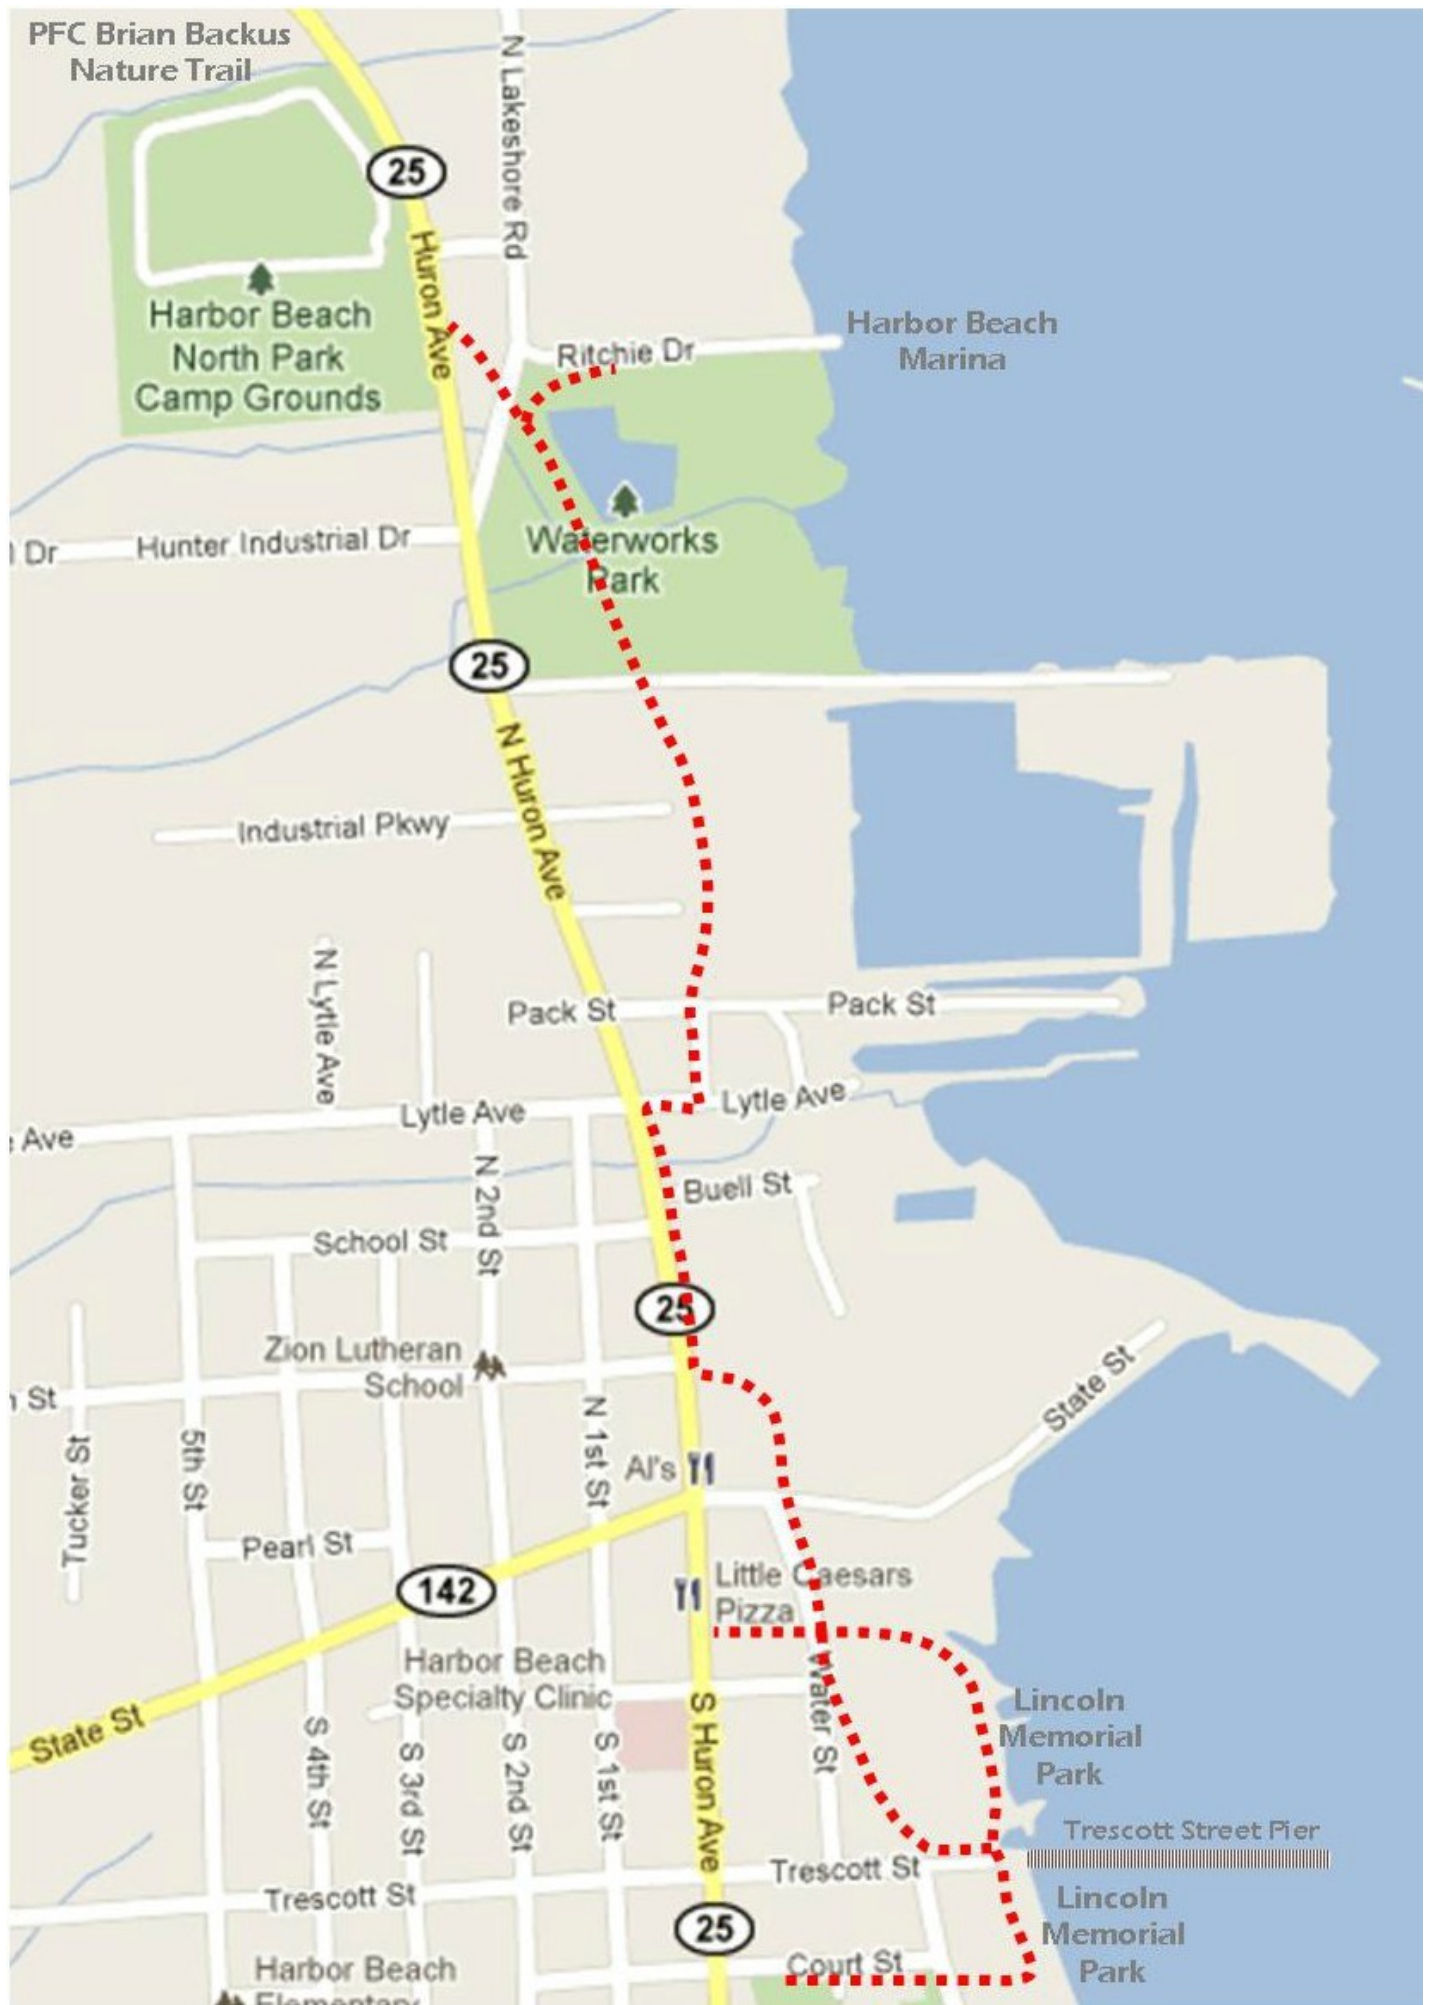 PFC Brian Backus
Nature Trail
N Lakeshore Rd
25
Huron Ave
Harbor Beach
North Park
Camp Grounds
Ritchie Dr
Harbor Beach
Marina
Dr
Hunter Industrial Dr
Waterworks
Park
25
N Huron Ave
Industrial Pkwy
N Lytle Ave
Pack St
Pack St
Lytle Ave
Lytle Ave
Ave
N 2nd St
Buell St
School St
25
Zion Lutheran
School
St
State St
Tucker St
5th St
N 1st St
Al's
Pearl St
142
Little Caesars
Pizza
Harbor Beach
Specialty Clinic
State St
S 4th St
S 3rd St
S 2nd St
S 1st St
S Huron Ave
Water St
Lincoln
Memorial
Park
Trescott Street Pier
Trescott St
Trescott St
25
Lincoln
Memorial
Park
Court St
Harbor Beach
Elementary